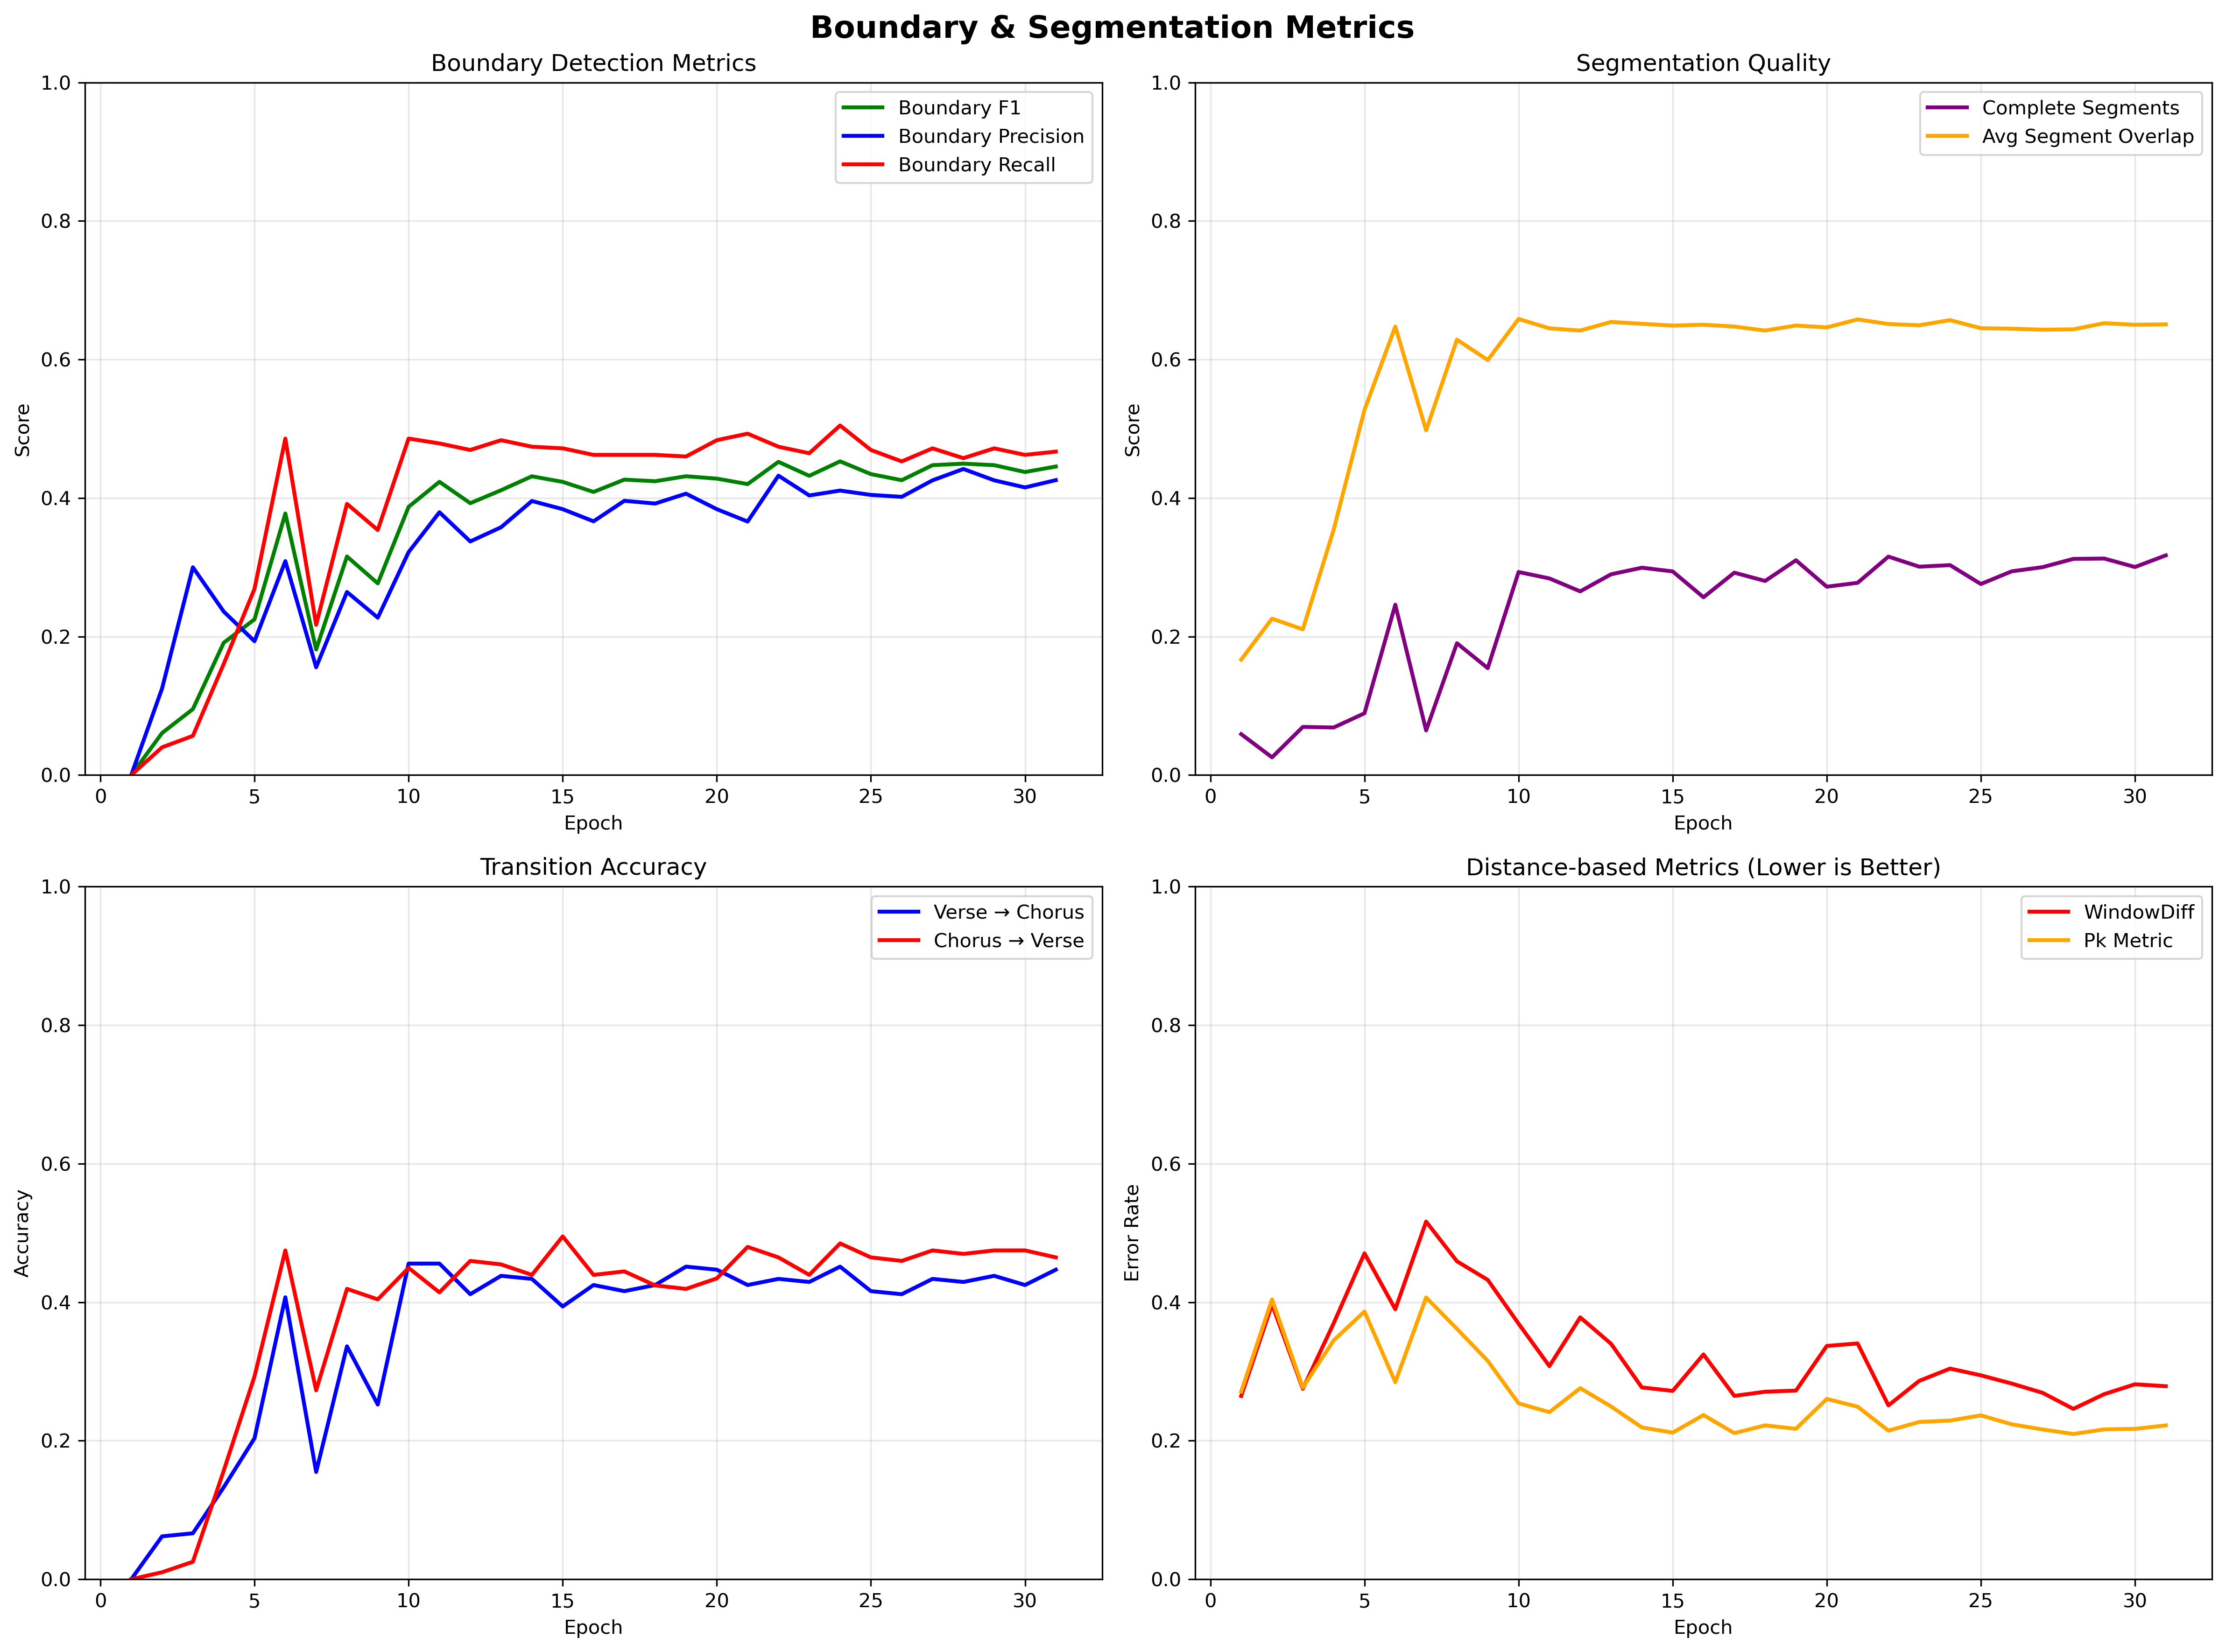 Boundary & Segmentation Metrics
Boundary Detection Metrics
1.0
0.8
0.6
0.4
0.2
0.0
Score
Boundary F1
Boundary Precision
Boundary Recall
0 5 10 15 20 25 30
Epoch
Segmentation Quality
1.0
0.8
0.6
0.4
0.2
0.0
Score
Complete Segments
Avg Segment Overlap
0 5 10 15 20 25 30
Epoch
Transition Accuracy
1.0
0.8
0.6
0.4
0.2
0.0
Accuracy
Verse → Chorus
Chorus → Verse
0 5 10 15 20 25 30
Epoch
Distance-based Metrics (Lower is Better)
1.0
0.8
0.6
0.4
0.2
0.0
Error Rate
WindowDiff
Pk Metric
0 5 10 15 20 25 30
Epoch